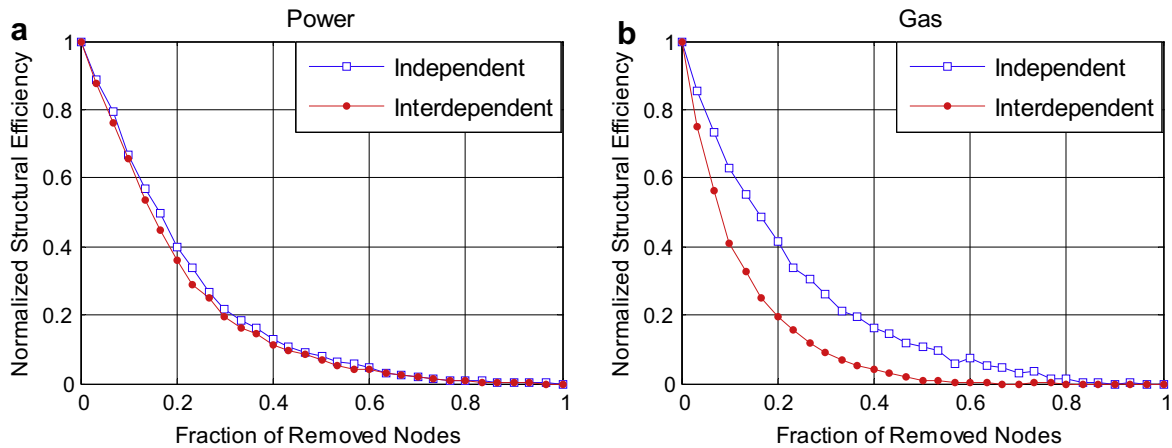 a
Power
Normalized Structural Efficiency
1
0.8
0.6
0.4
0.2
0
Independent
Interdependent
0 0.2 0.4 0.6 0.8 1
Fraction of Removed Nodes
b
Gas
Normalized Structural Efficiency
1
0.8
0.6
0.4
0.2
0
Independent
Interdependent
0 0.2 0.4 0.6 0.8 1
Fraction of Removed Nodes